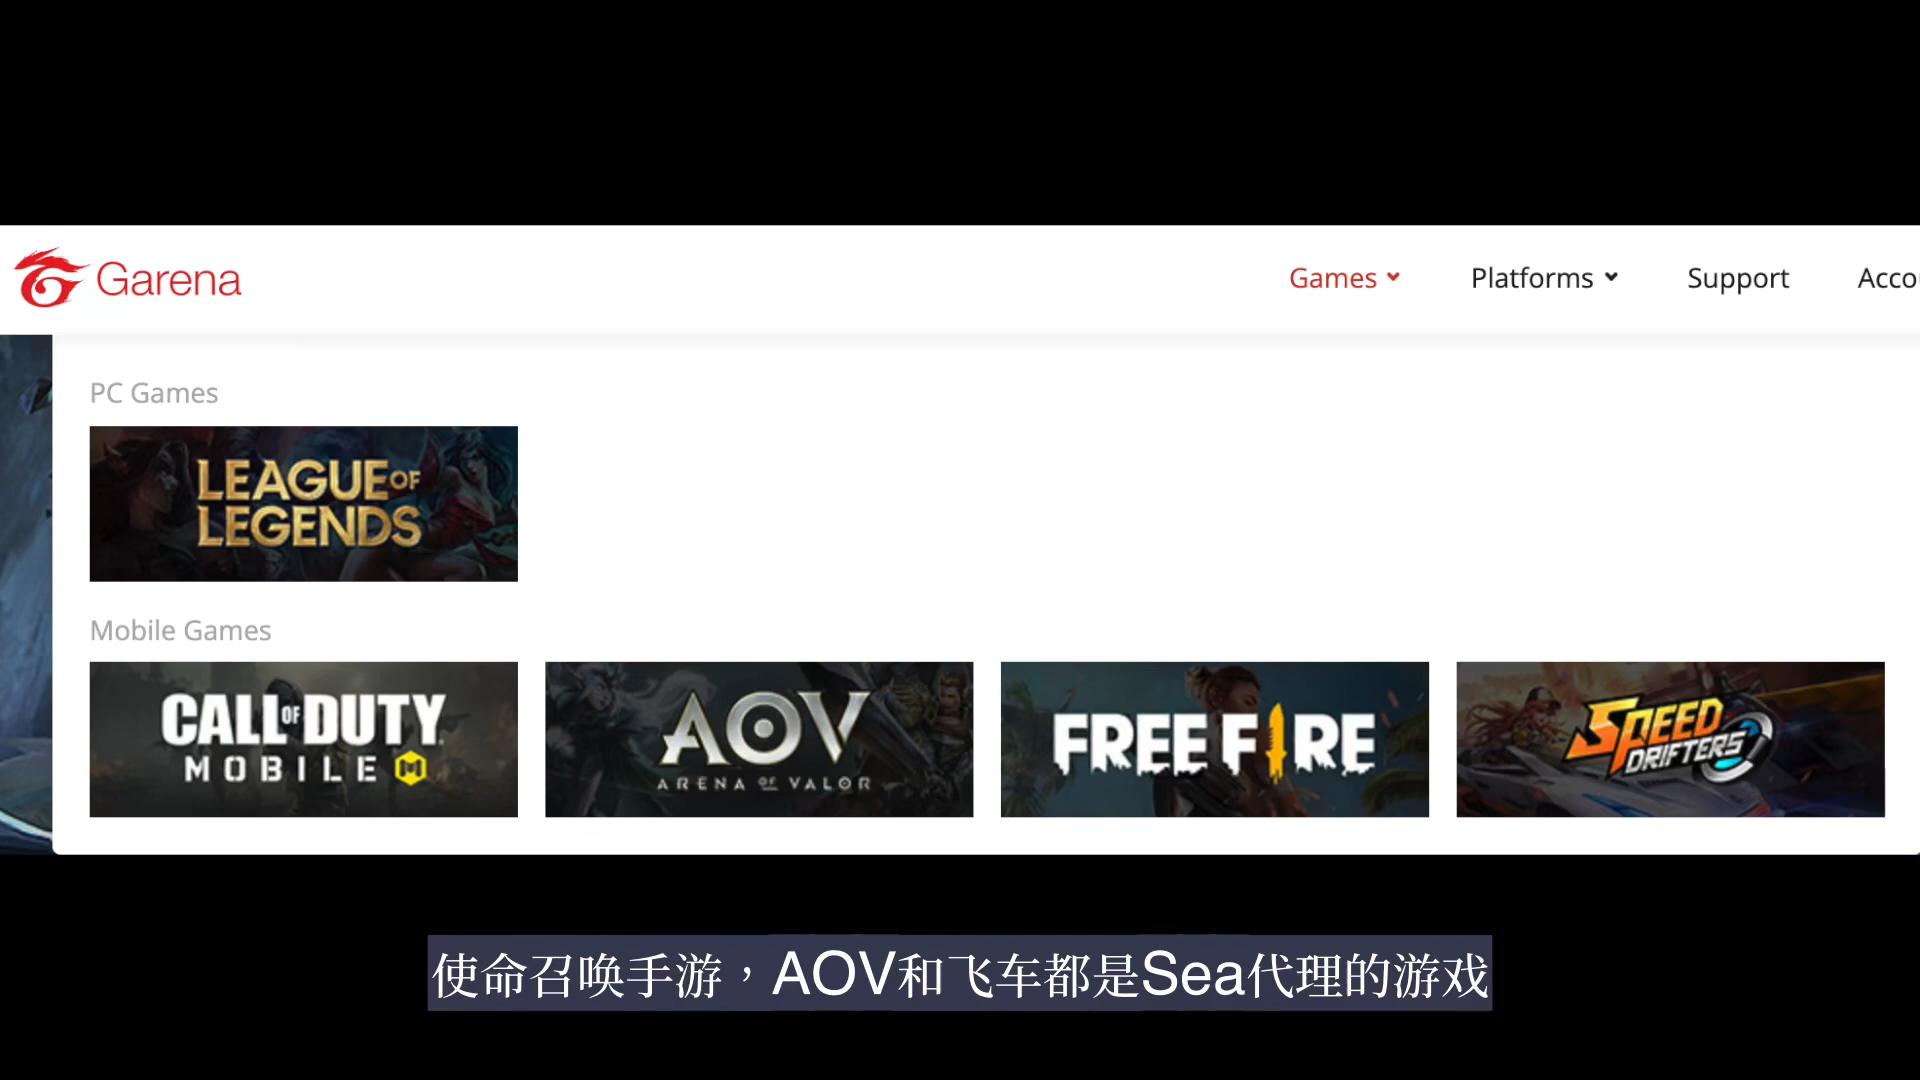 Garena
Games
Platforms
Support
Acco
PC Games
LEAGUE OF
LEGENDS
Mobile Games
CALL OF DUTY
MOBILE
AOV
ARENA OF VALOR
FREE FIRE
SPEED
DRIFTERS
使命召唤手游，AOV和飞车都是Sea代理的游戏